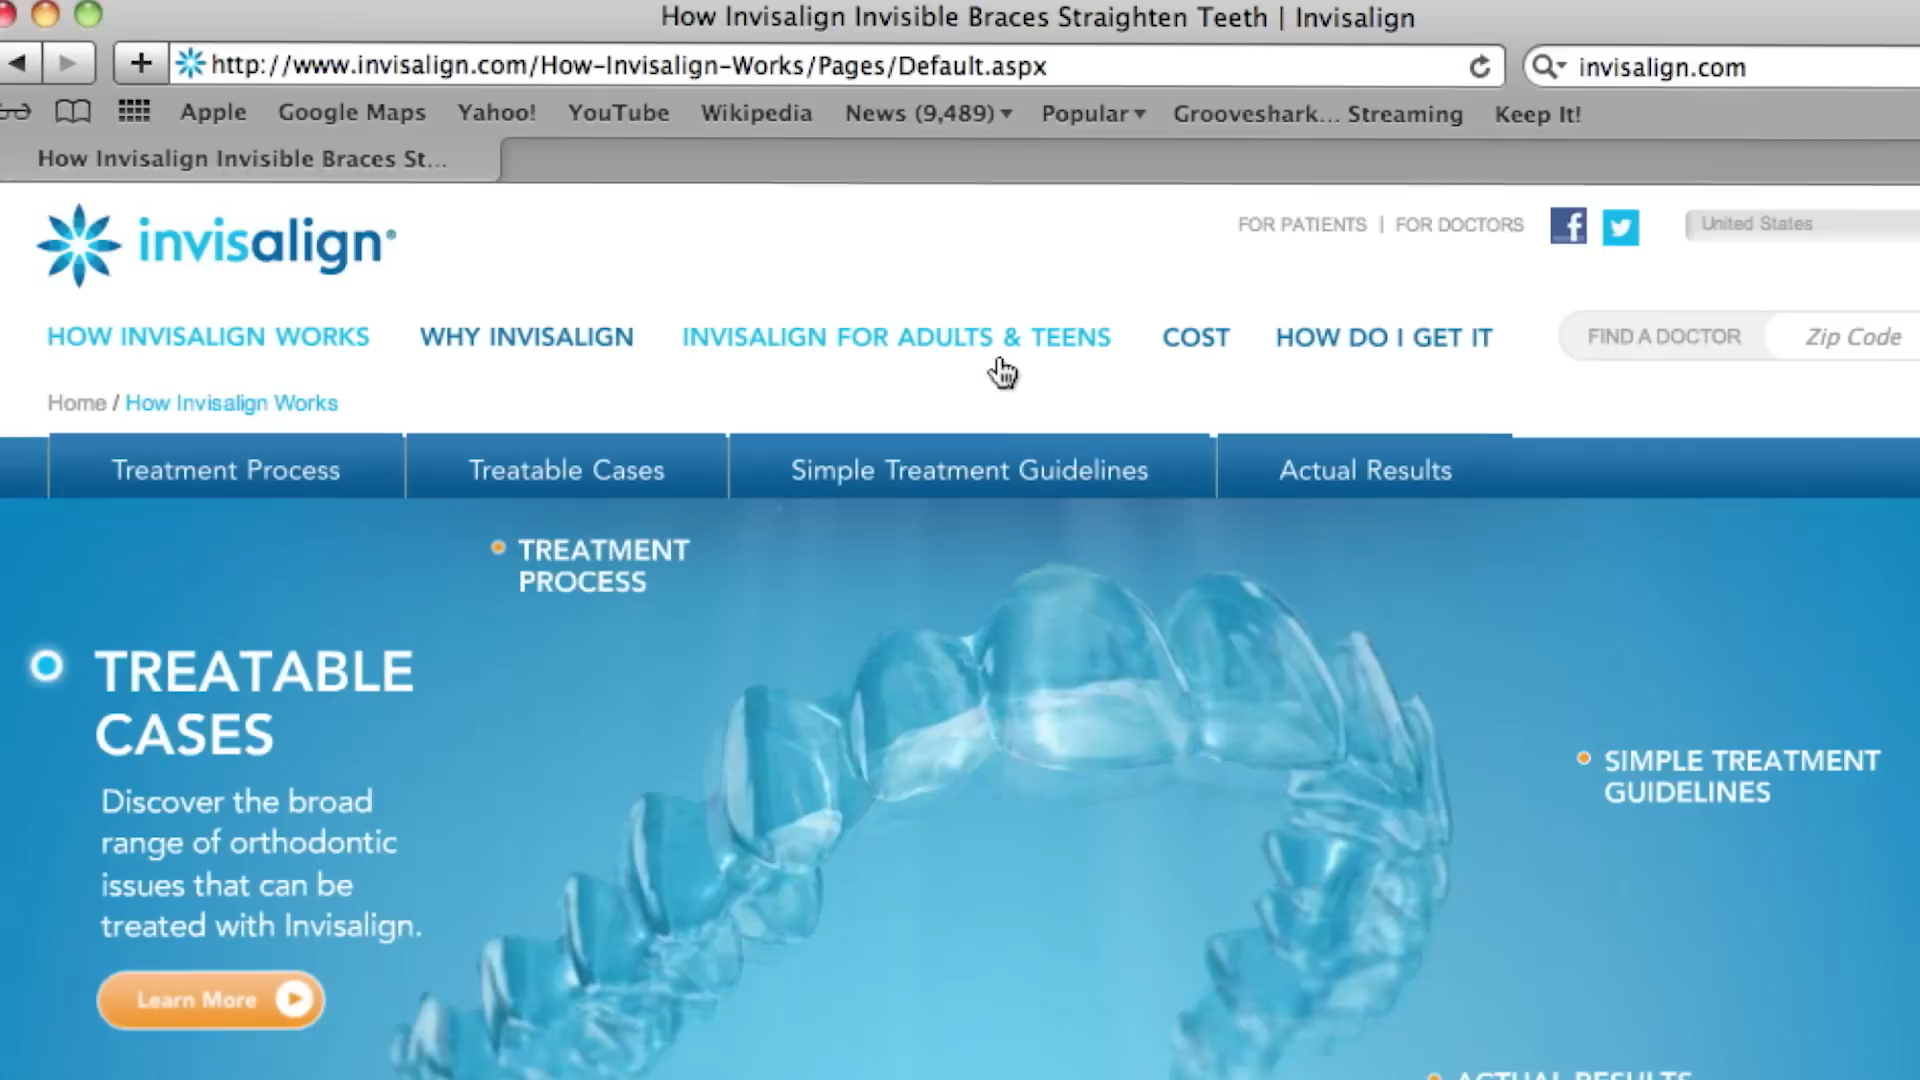 How Invisalign Invisible Braces Straighten Teeth | Invisalign
http://www.invisalign.com/How-Invisalign-Works/Pages/Default.aspx
invisalign.com
Apple Google Maps Yahoo! YouTube Wikipedia News (9,489) Popular Grooveshark... Streaming Keep It!
How Invisalign Invisible Braces St...
invisalign®
FOR PATIENTS | FOR DOCTORS
United States
HOW INVISALIGN WORKS WHY INVISALIGN INVISALIGN FOR ADULTS & TEENS COST HOW DO I GET IT
FIND A DOCTOR Zip Code
Home / How Invisalign Works
Treatment Process Treatable Cases Simple Treatment Guidelines Actual Results
TREATMENT
PROCESS
TREATABLE
CASES
Discover the broad
range of orthodontic
issues that can be
treated with Invisalign.
Learn More
SIMPLE TREATMENT
GUIDELINES
ACTUAL RESULTS